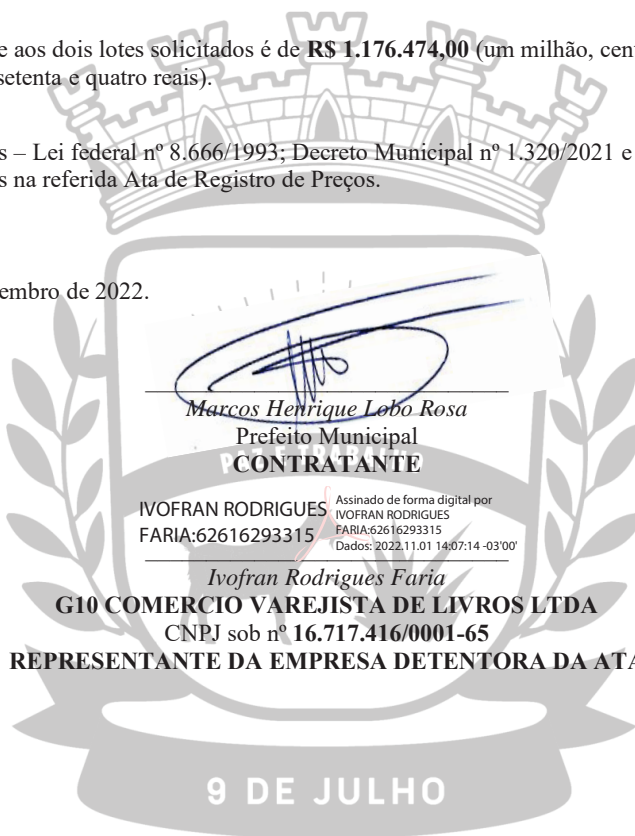 e aos dois lotes solicitados é de R$ 1.176.474,00 (um milhão, cent
setenta e quatro reais).
s – Lei federal nº 8.666/1993; Decreto Municipal nº 1.320/2021 e
s na referida Ata de Registro de Preços.
embro de 2022.
Marcos Henrique Lobo Rosa
Prefeito Municipal
PAZ E TRABALHO
CONTRATANTE
IVOFRAN RODRIGUES
FARIA:62616293315
Assinado de forma digital por
IVOFRAN RODRIGUES
FARIA:62616293315
Dados: 2022.11.01 14:07:14 -03'00'
Ivofran Rodrigues Faria
G10 COMERCIO VAREJISTA DE LIVROS LTDA
CNPJ sob nº 16.717.416/0001-65
REPRESENTANTE DA EMPRESA DETENTORA DA ATA
9 DE JULHO